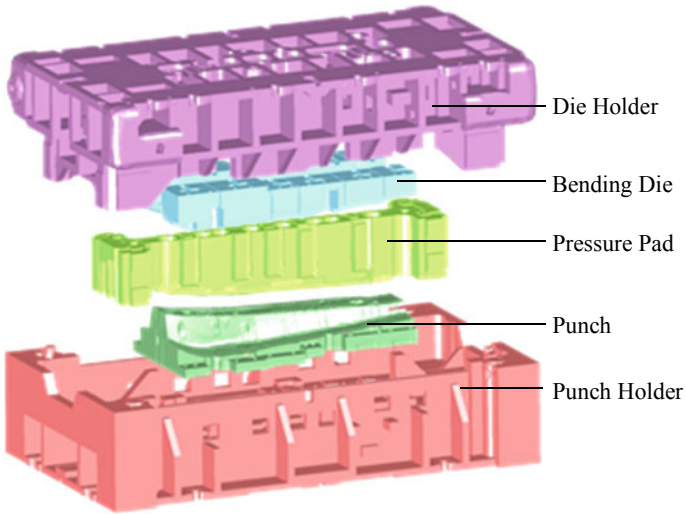 Die Holder
Bending Die
Pressure Pad
Punch
Punch Holder